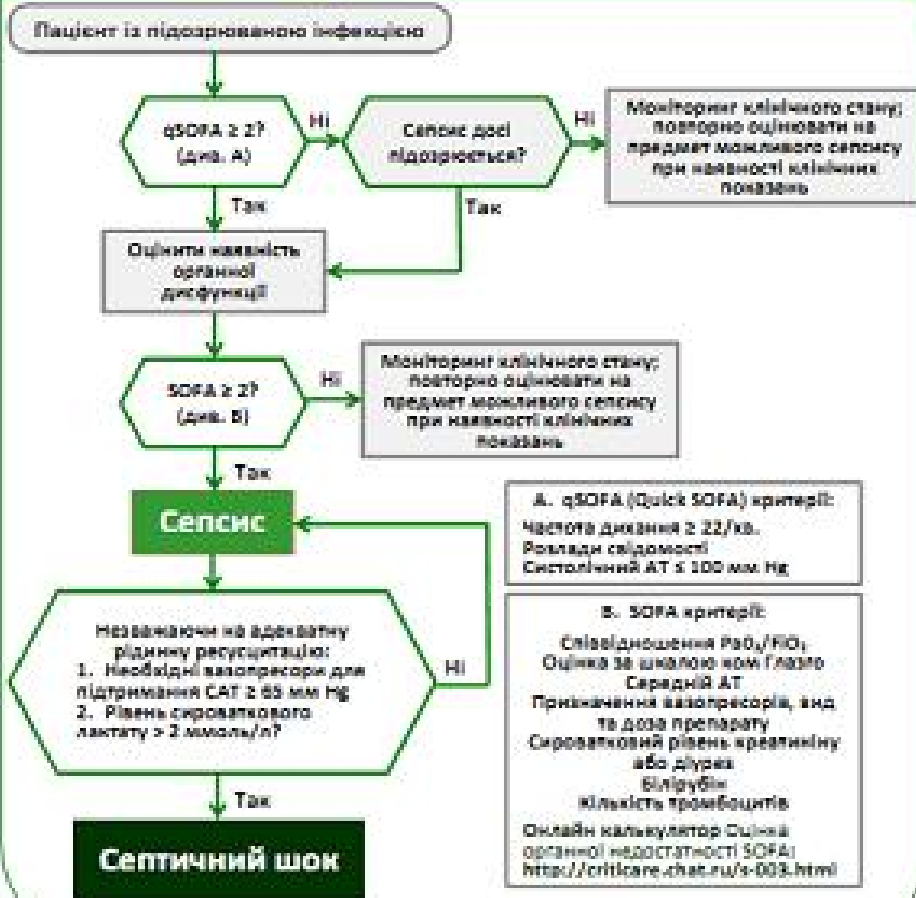 Пацієнт із підозрюваною інфекцією
qSOFA ≥ 2?
(див. A)
Ні
Сепсис досі
підозрюється?
Ні
Моніторинг клінічного стану;
повторно оцінювати на
предмет можливого сепсису
при наявності клінічних
показань
Так
Так
Оцінити наявність
органної
дисфункції
SOFA ≥ 2?
(див. B)
Ні
Моніторинг клінічного стану;
повторно оцінювати на
предмет можливого сепсису
при наявності клінічних
показань
Так
Сепсис
A. qSOFA (Quick SOFA) критерії:
Частота дихання ≥ 22/хв.
Розлади свідомості
Систолічний АТ ≤ 100 мм Hg
Незважаючи на адекватну
рідинну ресусцитацію:
1. Необхідні вазопресори для
підтримання САТ ≥ 65 мм Hg
2. Рівень сироваткового
лактату > 2 ммоль/л?
Ні
B. SOFA критерії:
Співвідношення PaO₂/FiO₂
Оцінка за шкалою ком Глазго
Середній АТ
Призначення вазопресорів, вид
та доза препарату
Сироватковий рівень креатиніну
або діурез
Білірубін
Кількість тромбоцитів
Онлайн калькулятор Оцінка
органної недостатності SOFA:
http://criticare.chat.ru/s-003.html
Так
Септичний шок